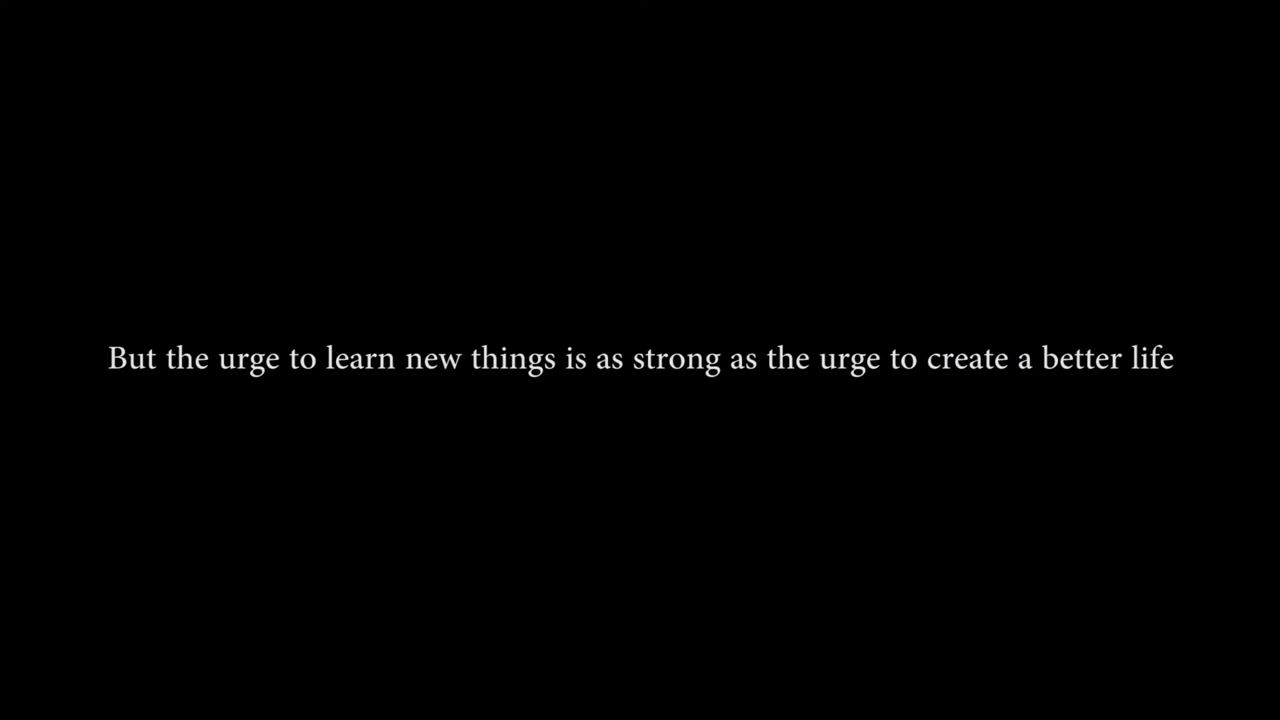 But the urge to learn new things is as strong as the urge to create a better life